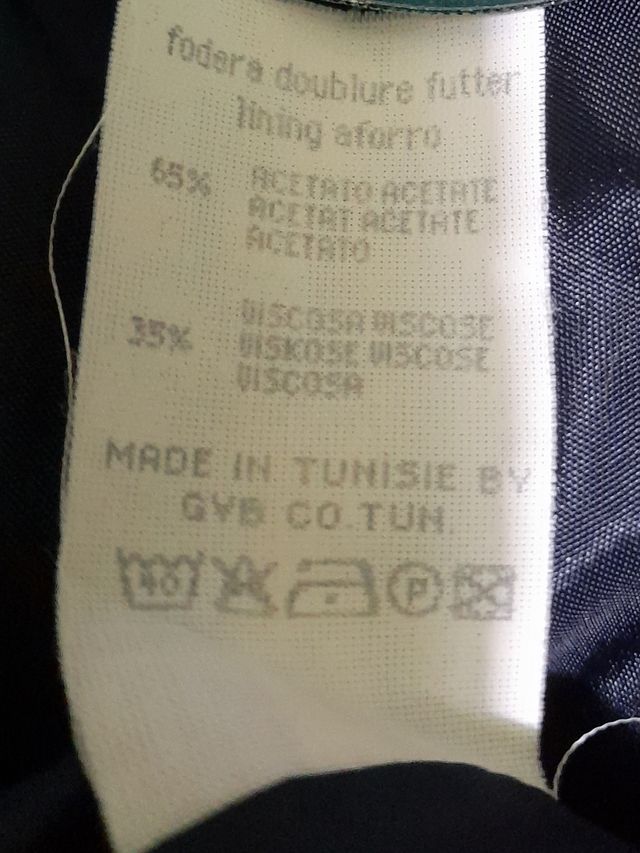 fodera doublure futter
lining aforro
65% ACETATO ACETATE
ACETAT ACETATE
ACETATO
35% VISCOSA VISCOSE
VISKOSE VISCOSE
VISCOSA
MADE IN TUNISIE BY
GYB CO.TUN.
40 P